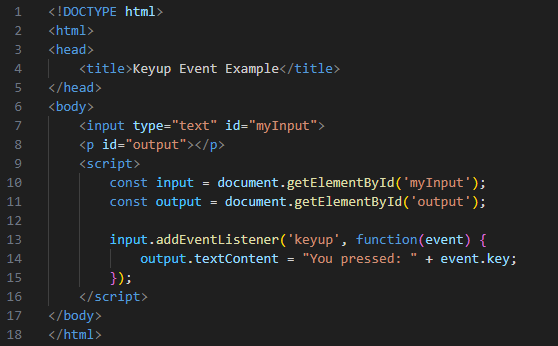 1 <!DOCTYPE html>
2 <html>
3 <head>
4     <title>Keyup Event Example</title>
5 </head>
6 <body>
7     <input type="text" id="myInput">
8     <p id="output"></p>
9     <script>
10         const input = document.getElementById('myInput');
11         const output = document.getElementById('output');
12
13         input.addEventListener('keyup', function(event) {
14             output.textContent = "You pressed: " + event.key;
15         });
16     </script>
17 </body>
18 </html>